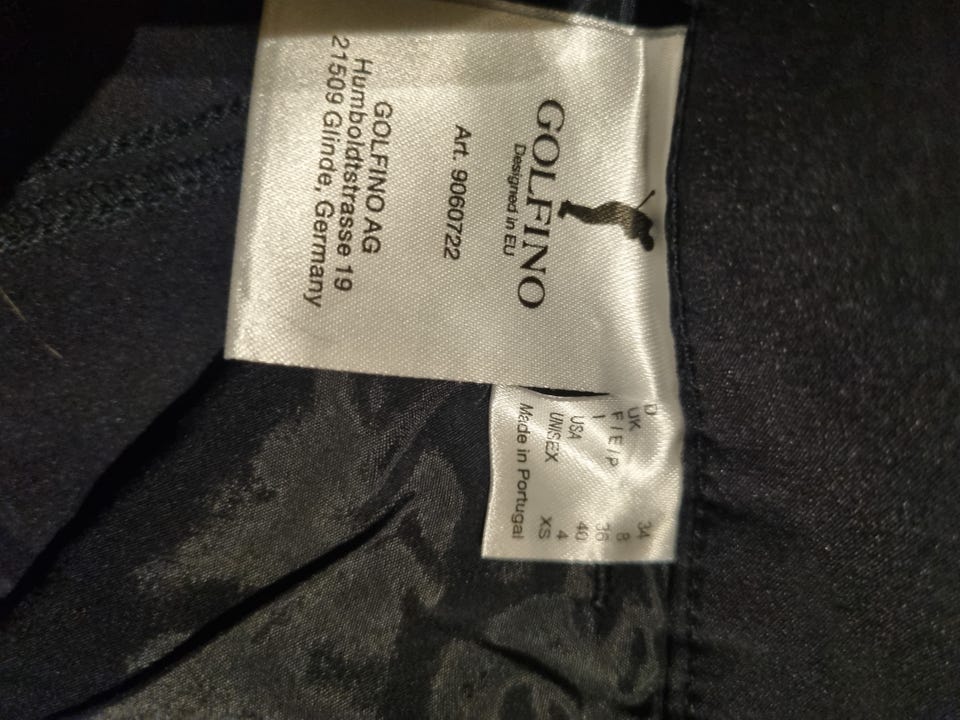 GOLFINO
Designed in EU
Art. 9060722
GOLFINO AG
Humboldtstrasse 19
21509 Glinde, Germany
D 34
UK 8
F/E/P 36
I 40
USA 4
UNISEX XS
Made in Portugal